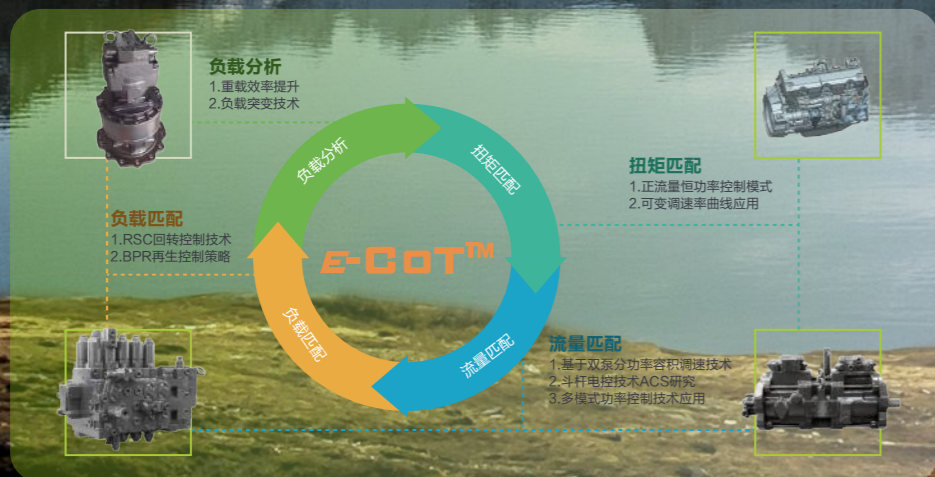 负载分析
1.重载效率提升
2.负载突变技术
扭矩匹配
1.正流量恒功率控制模式
2.可变调速率曲线应用
负载匹配
1.RSC回转控制技术
2.BPR再生控制策略
流量匹配
1.基于双泵分功率容积调速技术
2.斗杆电控技术ACS研究
3.多模式功率控制技术应用
负载分析
扭矩匹配
流量匹配
负载匹配
E-COT™